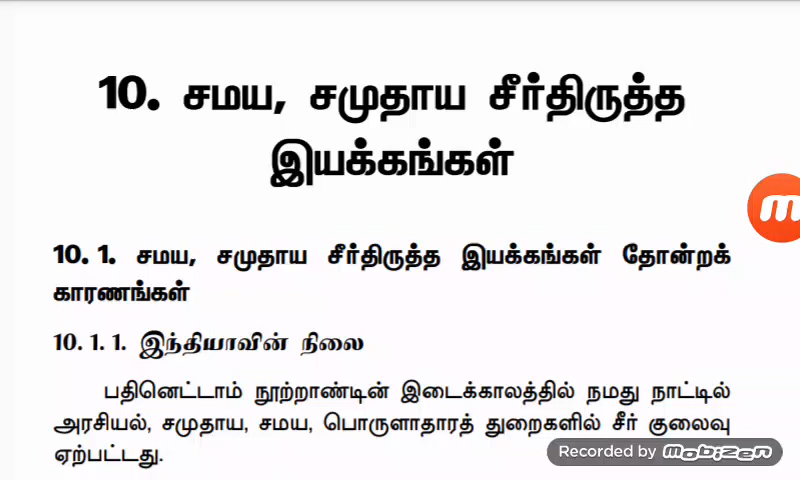 10. சமய, சமுதாய சீர்திருத்த
இயக்கங்கள்
10. 1. சமய, சமுதாய சீர்திருத்த இயக்கங்கள் தோன்றக்
காரணங்கள்
10. 1. 1. இந்தியாவின் நிலை
பதினெட்டாம் நூற்றாண்டின் இடைக்காலத்தில் நமது நாட்டில்
அரசியல், சமுதாய, சமய, பொருளாதாரத் துறைகளில் சீர் குலைவு
ஏற்பட்டது.
Recorded by mobizen
m